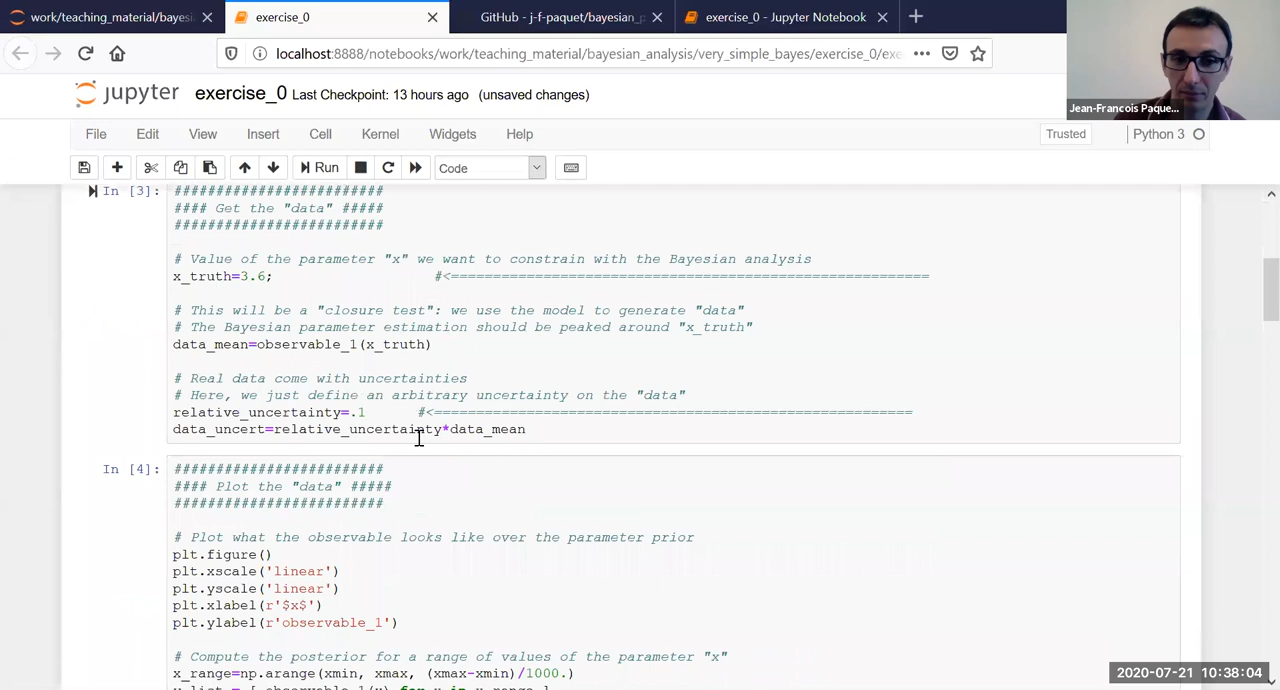 work/teaching_material/bayesi
exercise_0
GitHub - j-f-paquet/bayesian_p
exercise_0 - Jupyter Notebook
localhost:8888/notebooks/work/teaching_material/bayesian_analysis/very_simple_bayes/exercise_0/exe
Jean-Francois Paque...
jupyter exercise_0 Last Checkpoint: 13 hours ago (unsaved changes)
File Edit View Insert Cell Kernel Widgets Help Trusted Python 3
Run Code
In [3]: #########################
#### Get the "data" #####
#########################
# Value of the parameter "x" we want to constrain with the Bayesian analysis
x_truth=3.6; #<=========================================================
# This will be a "closure test": we use the model to generate "data"
# The Bayesian parameter estimation should be peaked around "x_truth"
data_mean=observable_1(x_truth)
# Real data come with uncertainties
# Here, we just define an arbitrary uncertainty on the "data"
relative_uncertainty=.1 #<=========================================================
data_uncert=relative_uncertainty*data_mean
In [4]: #########################
#### Plot the "data" #####
#########################
# Plot what the observable looks like over the parameter prior
plt.figure()
plt.xscale('linear')
plt.yscale('linear')
plt.xlabel(r'$x$')
plt.ylabel(r'observable_1')
# Compute the posterior for a range of values of the parameter "x"
x_range=np.arange(xmin, xmax, (xmax-xmin)/1000.)
2020-07-21 10:38:04